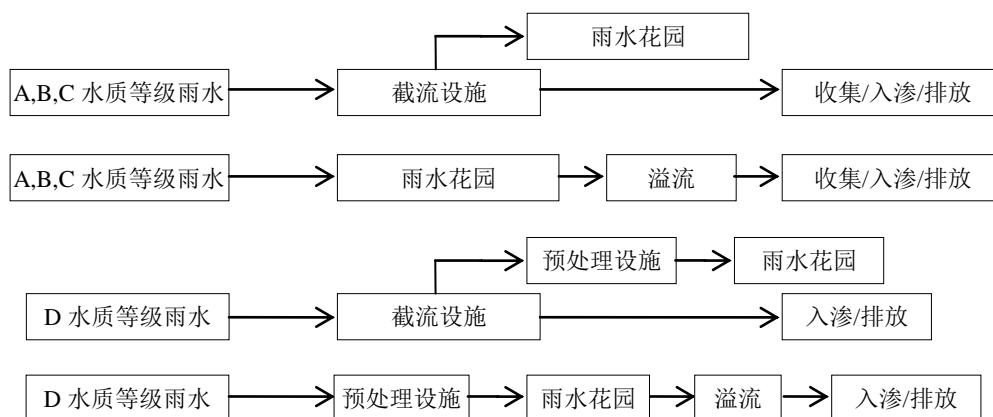 雨水花园
A,B,C 水质等级雨水
截流设施
收集/入渗/排放
A,B,C 水质等级雨水
雨水花园
溢流
收集/入渗/排放
预处理设施
雨水花园
D 水质等级雨水
截流设施
入渗/排放
D 水质等级雨水
预处理设施
雨水花园
溢流
入渗/排放